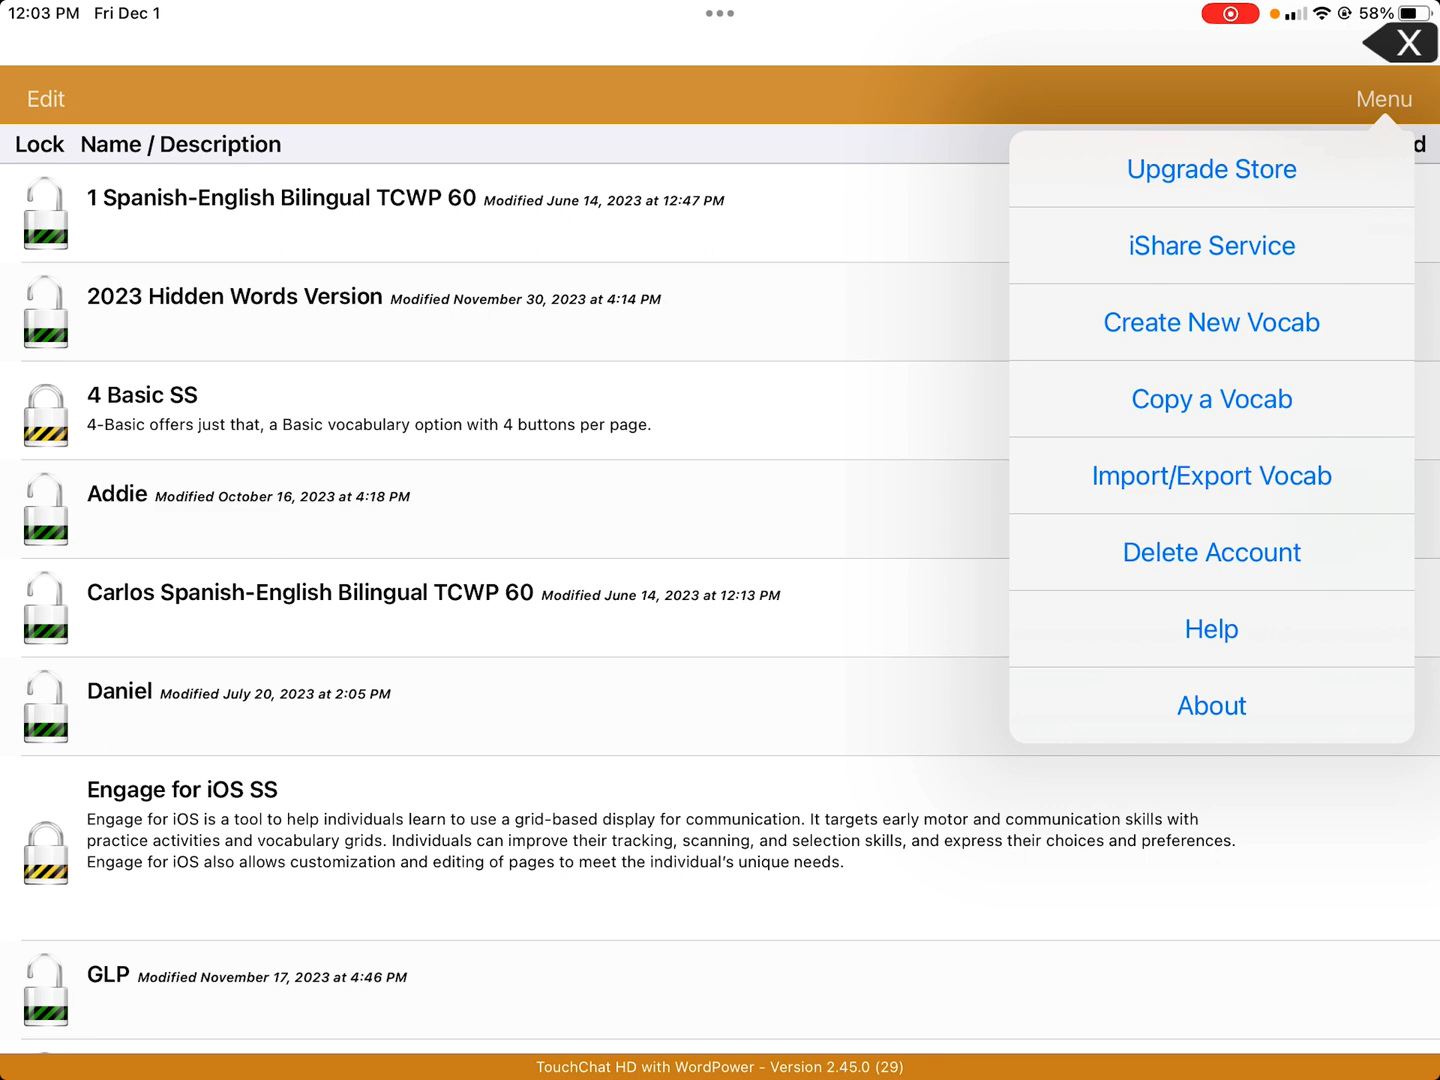 12:03 PM Fri Dec 1
58%
X
Edit
Menu
Lock Name / Description
d
1 Spanish-English Bilingual TCWP 60 Modified June 14, 2023 at 12:47 PM
2023 Hidden Words Version Modified November 30, 2023 at 4:14 PM
4 Basic SS
4-Basic offers just that, a Basic vocabulary option with 4 buttons per page.
Addie Modified October 16, 2023 at 4:18 PM
Carlos Spanish-English Bilingual TCWP 60 Modified June 14, 2023 at 12:13 PM
Daniel Modified July 20, 2023 at 2:05 PM
Engage for iOS SS
Engage for iOS is a tool to help individuals learn to use a grid-based display for communication. It targets early motor and communication skills with
practice activities and vocabulary grids. Individuals can improve their tracking, scanning, and selection skills, and express their choices and preferences.
Engage for iOS also allows customization and editing of pages to meet the individual's unique needs.
GLP Modified November 17, 2023 at 4:46 PM
Upgrade Store
iShare Service
Create New Vocab
Copy a Vocab
Import/Export Vocab
Delete Account
Help
About
TouchChat HD with WordPower - Version 2.45.0 (29)